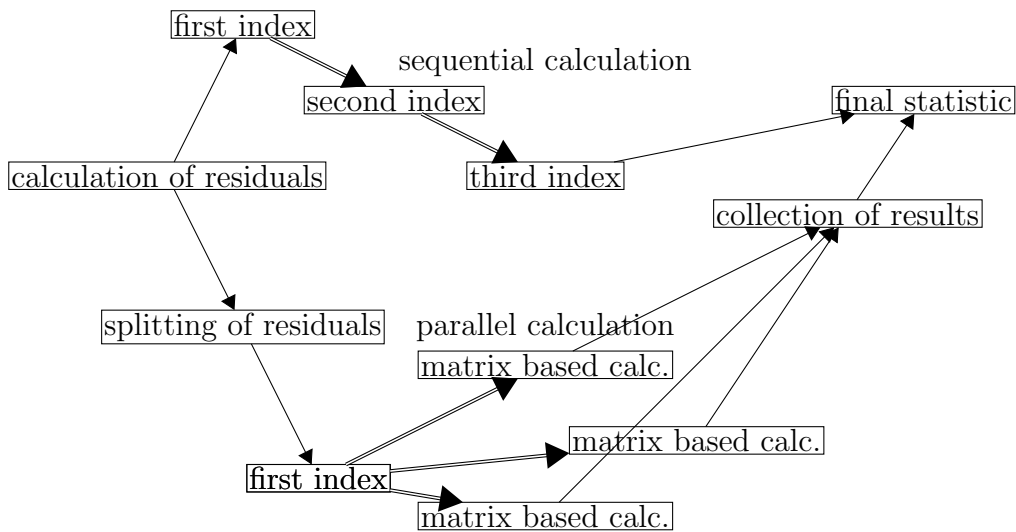 first index
sequential calculation
second index
final statistic
calculation of residuals
third index
collection of results
splitting of residuals
parallel calculation
matrix based calc.
matrix based calc.
first index
matrix based calc.